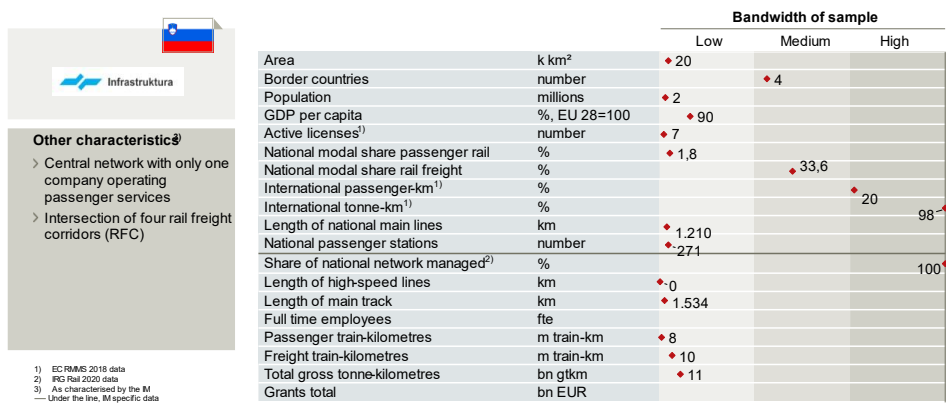 Infrastruktura
Other characteristics3)
Central network with only one
company operating
passenger services
Intersection of four rail freight
corridors (RFC)
1) EC RMMS 2018 data
2) IRG Rail 2020 data
3) As characterised by the IM
Under the line, IM specific data
Bandwidth of sample
Low Medium High
Area k km² 20
Border countries number 4
Population millions 2
GDP per capita %, EU 28=100 90
Active licenses1) number 7
National modal share passenger rail % 1,8
National modal share rail freight % 33,6
International passenger-km1) % 20
International tonne-km1) % 98
Length of national main lines km 1.210
National passenger stations number 271
Share of national network managed2) % 100
Length of high-speed lines km 0
Length of main track km 1.534
Full time employees fte
Passenger train-kilometres m train-km 8
Freight train-kilometres m train-km 10
Total gross tonne-kilometres bn gtkm 11
Grants total bn EUR